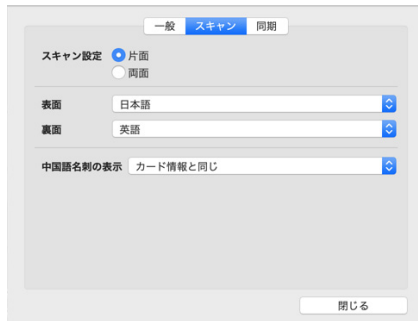 一般 スキャン 同期
スキャン設定 片面
両面
表面 日本語
裏面 英語
中国語名刺の表示 カード情報と同じ
閉じる